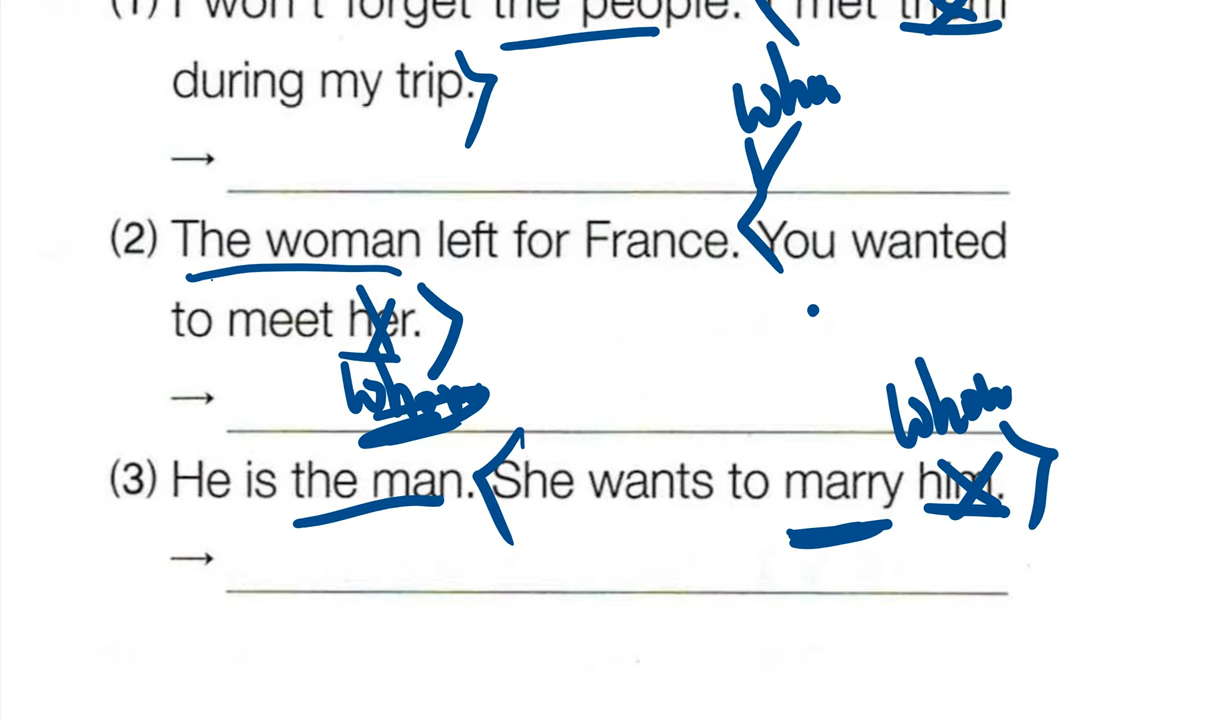 (1) I won't forget the people. I met them
during my trip.
whom
→
(2) The woman left for France. You wanted
to meet her.
→ whom
whom
(3) He is the man. She wants to marry him.
→